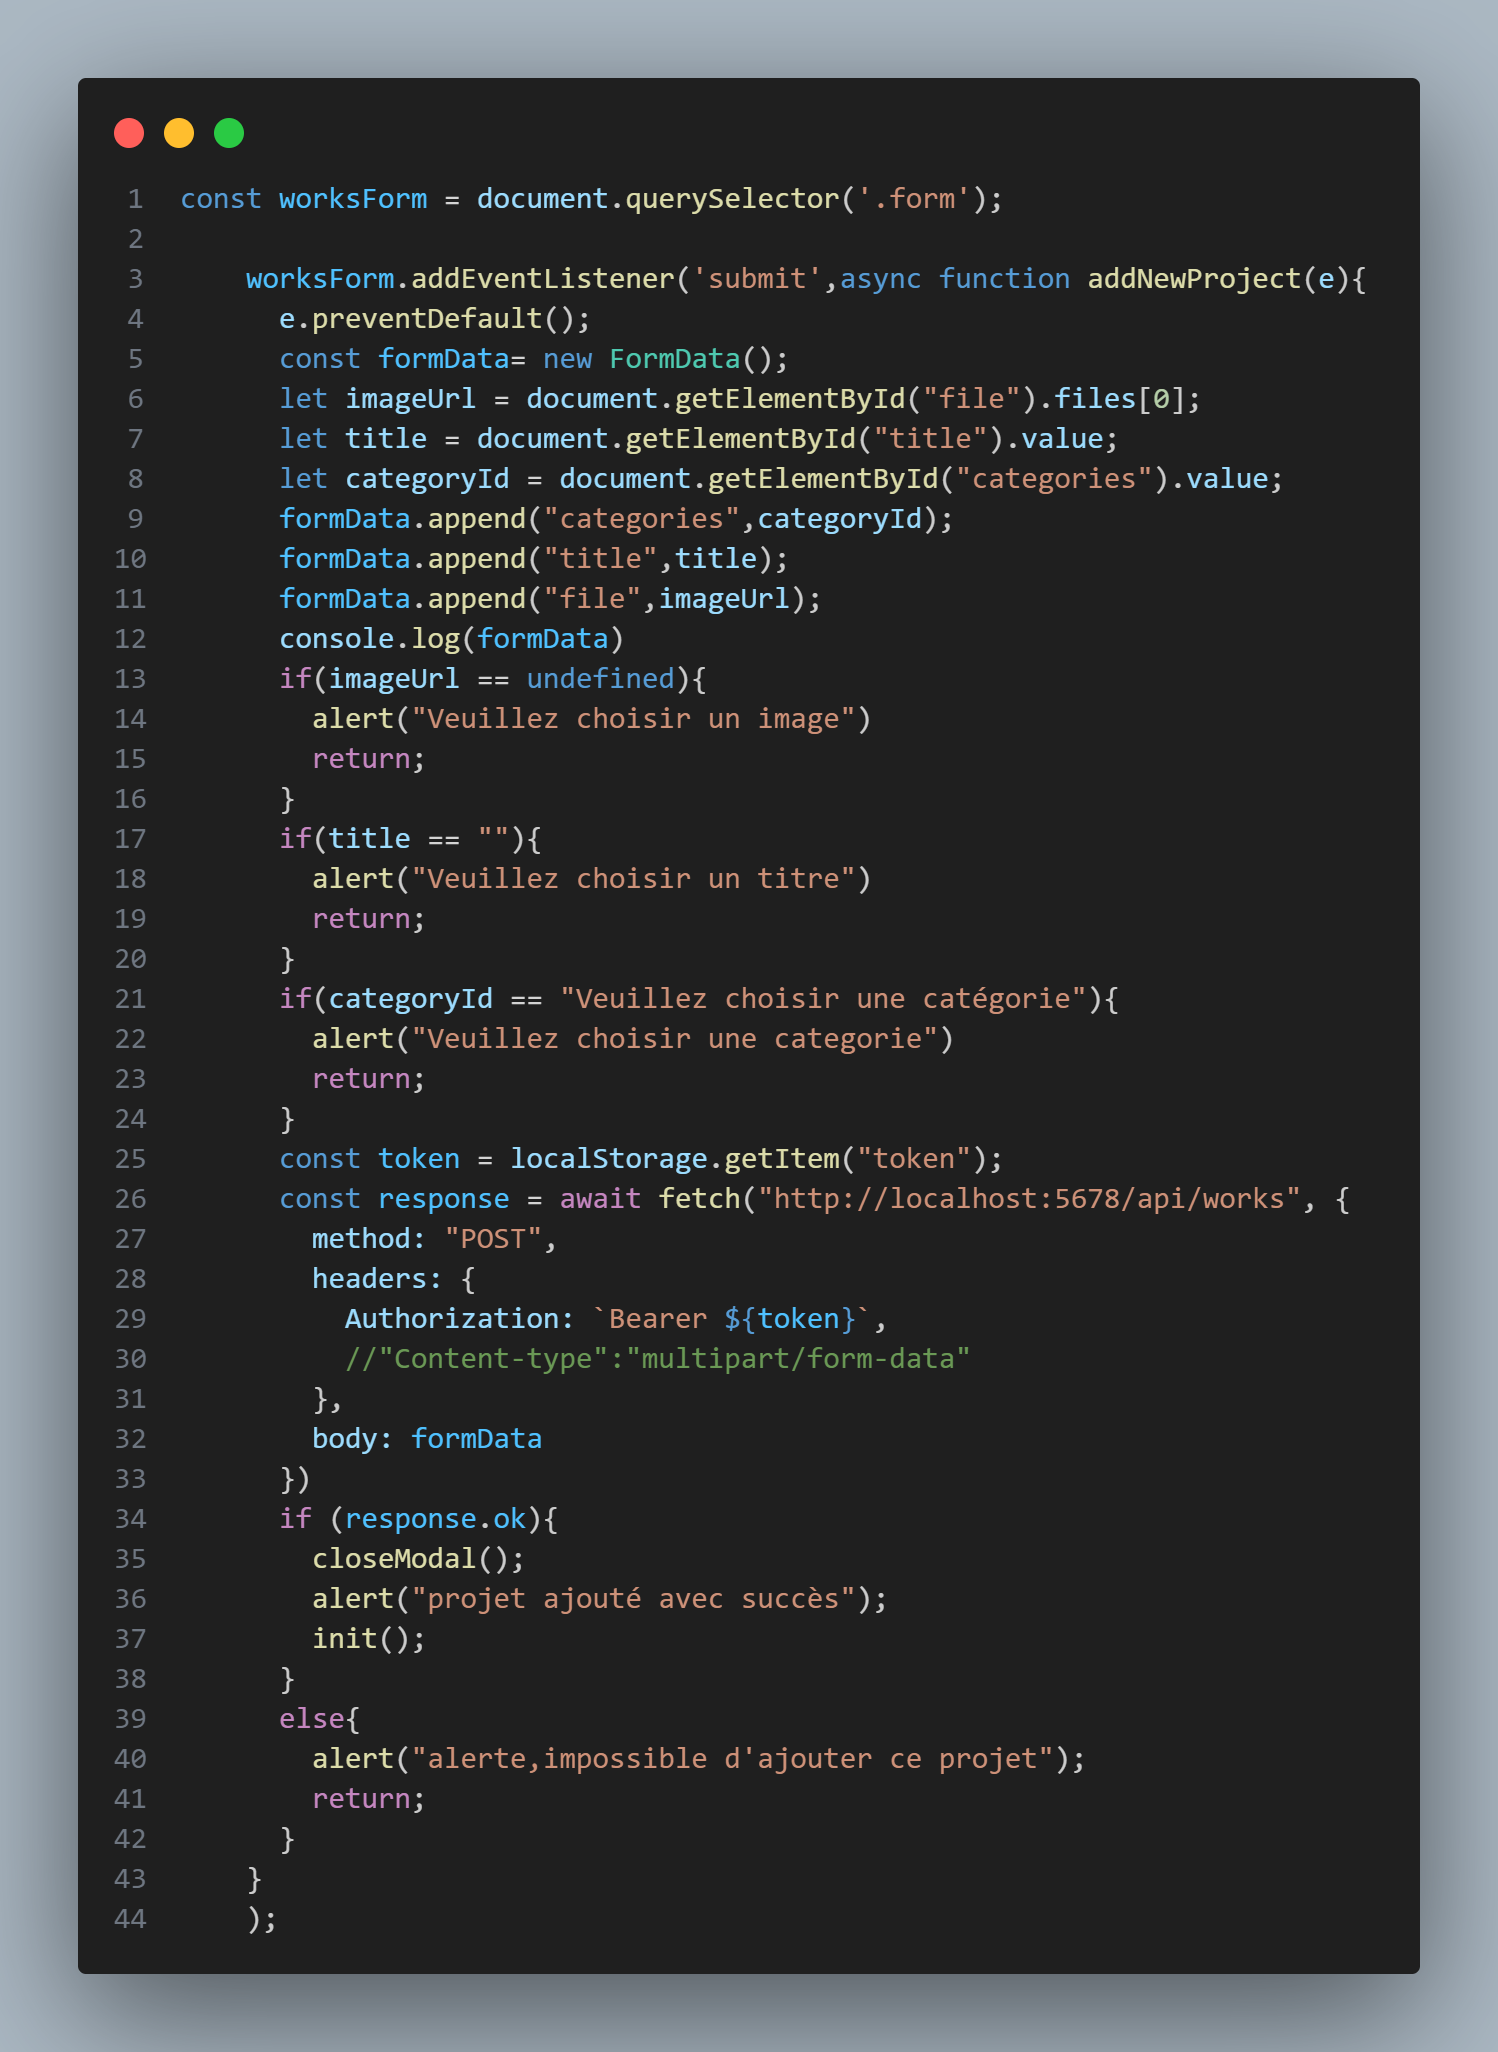 1 const worksForm = document.querySelector('.form');
2
3 worksForm.addEventListener('submit',async function addNewProject(e){
4 e.preventDefault();
5 const formData= new FormData();
6 let imageUrl = document.getElementById("file").files[0];
7 let title = document.getElementById("title").value;
8 let categoryId = document.getElementById("categories").value;
9 formData.append("categories",categoryId);
10 formData.append("title",title);
11 formData.append("file",imageUrl);
12 console.log(formData)
13 if(imageUrl == undefined){
14 alert("Veuillez choisir un image")
15 return;
16 }
17 if(title == ""){
18 alert("Veuillez choisir un titre")
19 return;
20 }
21 if(categoryId == "Veuillez choisir une catégorie"){
22 alert("Veuillez choisir une categorie")
23 return;
24 }
25 const token = localStorage.getItem("token");
26 const response = await fetch("http://localhost:5678/api/works", {
27 method: "POST",
28 headers: {
29 Authorization: `Bearer ${token}`,
30 //"Content-type":"multipart/form-data"
31 },
32 body: formData
33 })
34 if (response.ok){
35 closeModal();
36 alert("projet ajouté avec succès");
37 init();
38 }
39 else{
40 alert("alerte,impossible d'ajouter ce projet");
41 return;
42 }
43 }
44 );